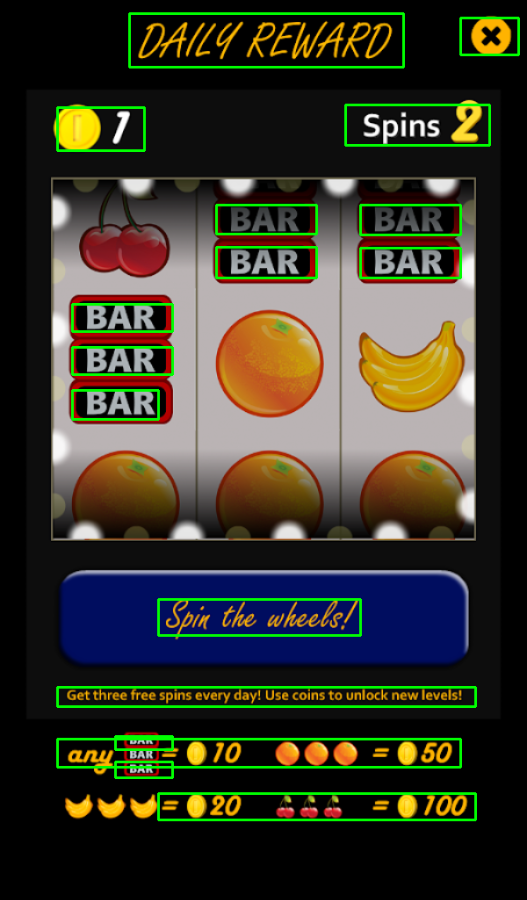 DAILY REWARD
1 Spins 2
BAR BAR
BAR BAR
BAR
BAR
BAR
Spin the wheels!
Get three free spins every day! Use coins to unlock new levels!
BAR
any BAR = 10 = 50
BAR
= 20 = 100